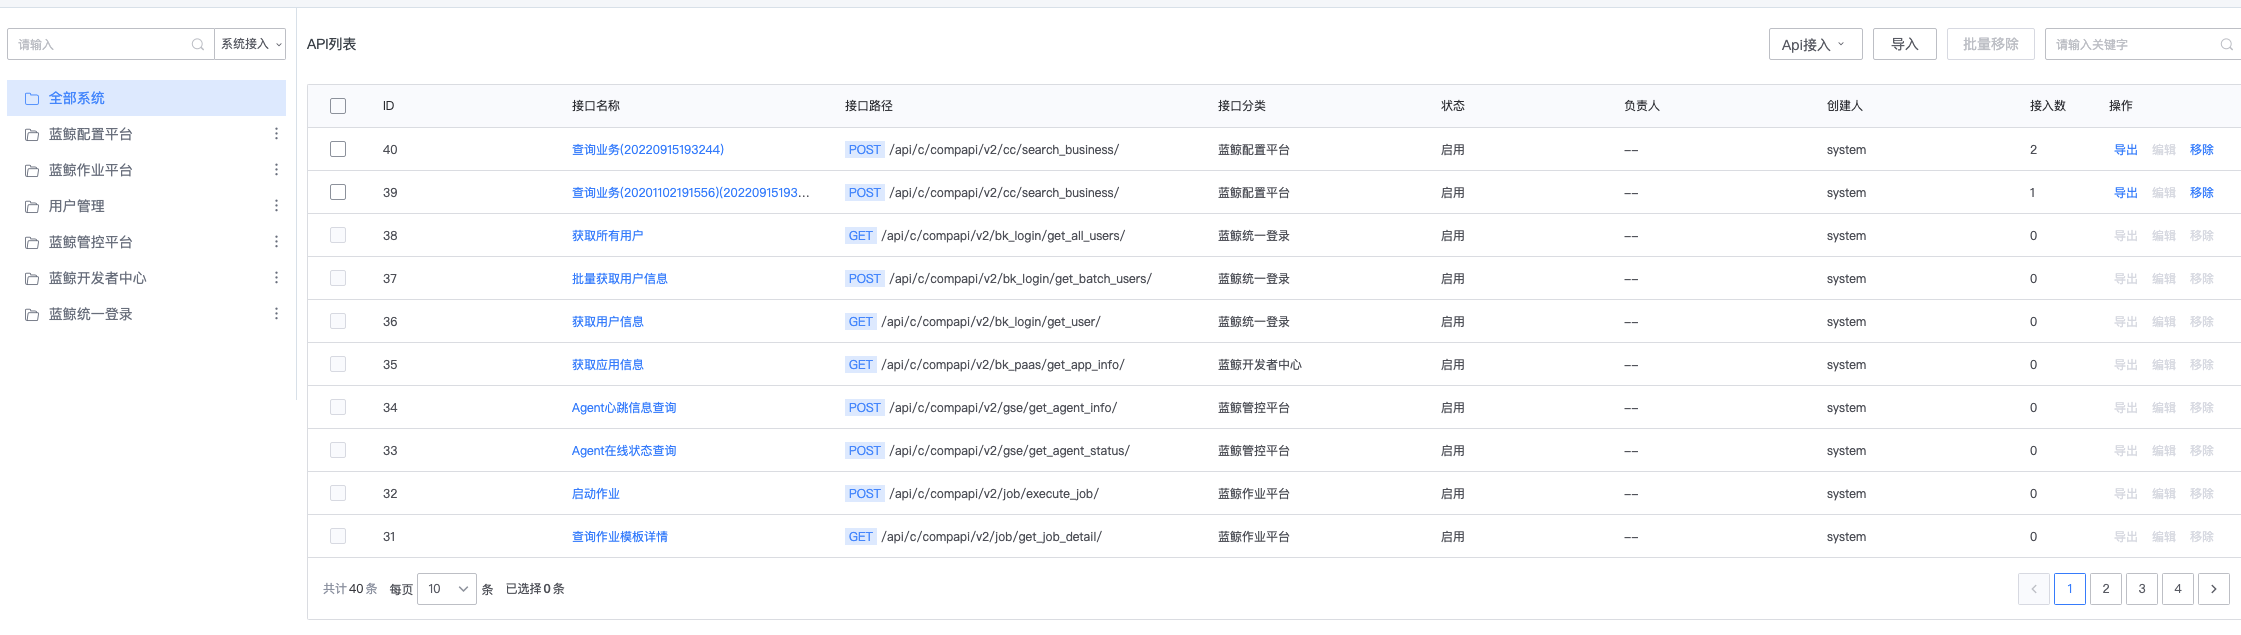 请输入 系统接入
API列表
Api接入 导入 批量移除 请输入关键字
全部系统
蓝鲸配置平台
蓝鲸作业平台
用户管理
蓝鲸管控平台
蓝鲸开发者中心
蓝鲸统一登录
ID 接口名称 接口路径 接口分类 状态 负责人 创建人 接入数 操作
40 查询业务(20220915193244) POST /api/c/compapi/v2/cc/search_business/ 蓝鲸配置平台 启用 -- system 2 导出 编辑 移除
39 查询业务(20201102191556)(20220915193... POST /api/c/compapi/v2/cc/search_business/ 蓝鲸配置平台 启用 -- system 1 导出 编辑 移除
38 获取所有用户 GET /api/c/compapi/v2/bk_login/get_all_users/ 蓝鲸统一登录 启用 -- system 0 导出 编辑 移除
37 批量获取用户信息 POST /api/c/compapi/v2/bk_login/get_batch_users/ 蓝鲸统一登录 启用 -- system 0 导出 编辑 移除
36 获取用户信息 GET /api/c/compapi/v2/bk_login/get_user/ 蓝鲸统一登录 启用 -- system 0 导出 编辑 移除
35 获取应用信息 GET /api/c/compapi/v2/bk_paas/get_app_info/ 蓝鲸开发者中心 启用 -- system 0 导出 编辑 移除
34 Agent心跳信息查询 POST /api/c/compapi/v2/gse/get_agent_info/ 蓝鲸管控平台 启用 -- system 0 导出 编辑 移除
33 Agent在线状态查询 POST /api/c/compapi/v2/gse/get_agent_status/ 蓝鲸管控平台 启用 -- system 0 导出 编辑 移除
32 启动作业 POST /api/c/compapi/v2/job/execute_job/ 蓝鲸作业平台 启用 -- system 0 导出 编辑 移除
31 查询作业模板详情 GET /api/c/compapi/v2/job/get_job_detail/ 蓝鲸作业平台 启用 -- system 0 导出 编辑 移除
共计40条 每页 10 条 已选择0条 1 2 3 4